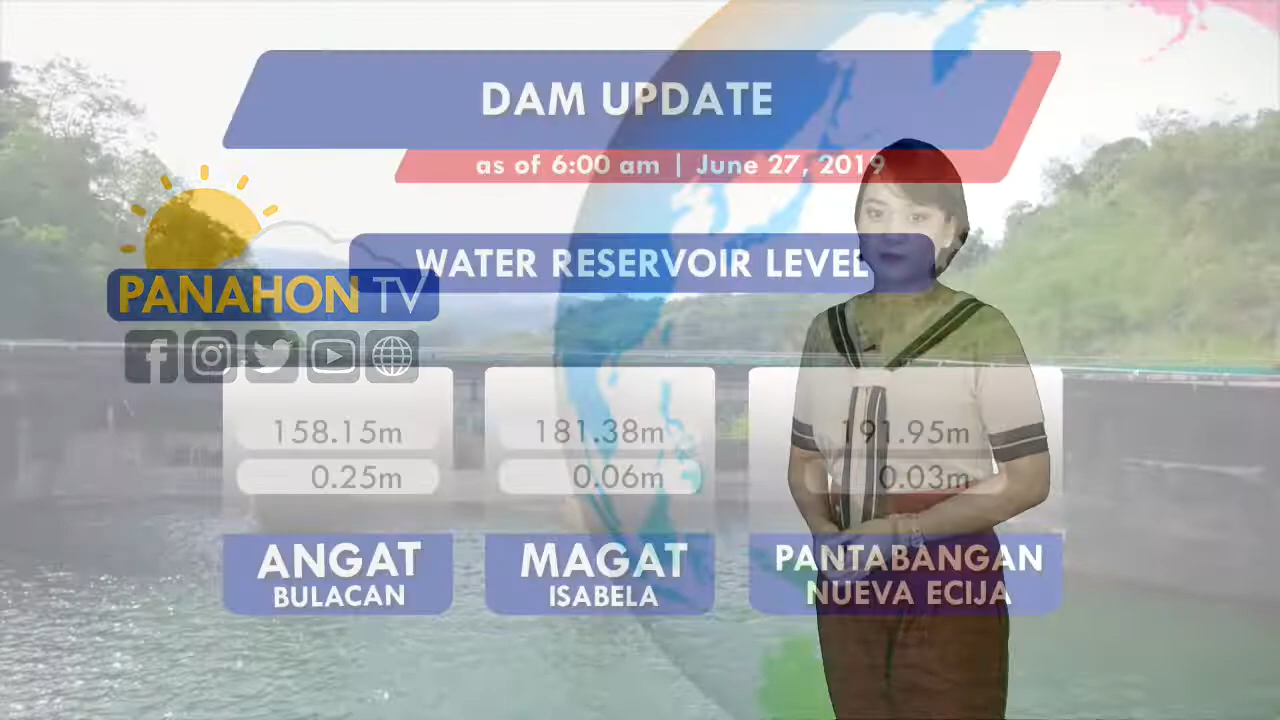 DAM UPDATE
as of 6:00 am | June 27, 2019
WATER RESERVOIR LEVEL
PANAHON TV
158.15m
181.38m
191.95m
0.25m
0.06m
0.03m
ANGAT
BULACAN
MAGAT
ISABELA
PANTABANGAN
NUEVA ECIJA